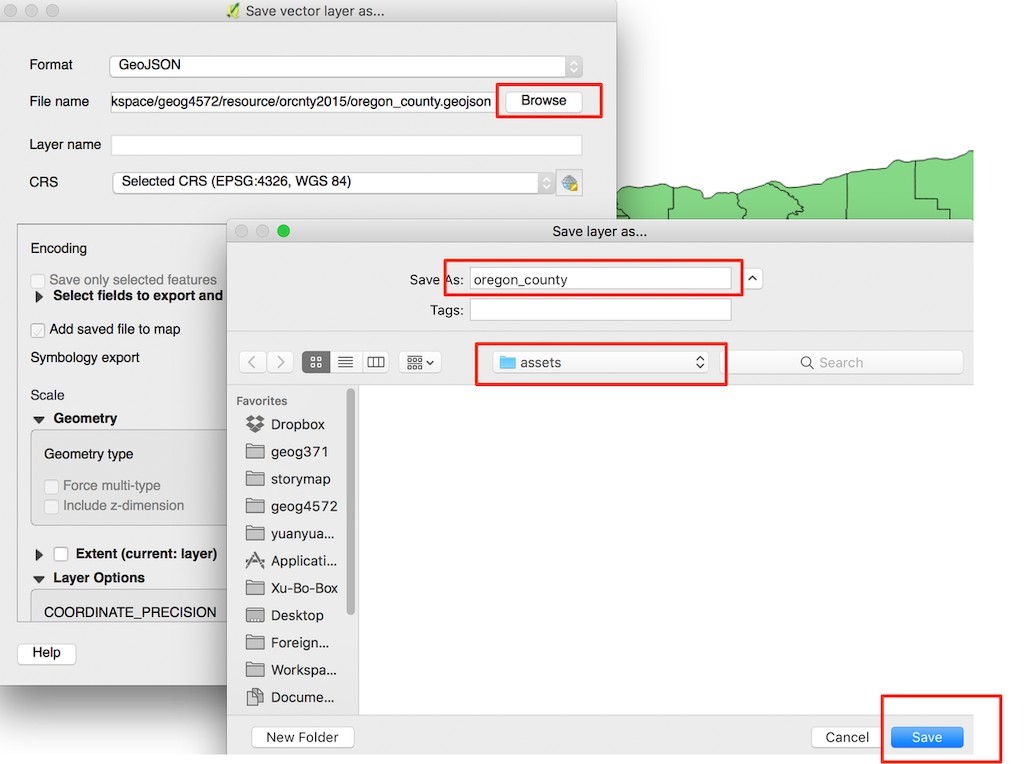 Save vector layer as...
Format
GeoJSON
File name
kspace/geog4572/resource/orcnty2015/oregon_county.geojson
Browse
Layer name
CRS
Selected CRS (EPSG:4326, WGS 84)
Encoding
Save only selected features
Select fields to export and
Add saved file to map
Symbology export
Scale
Geometry
Geometry type
Force multi-type
Include z-dimension
Extent (current: layer)
Layer Options
COORDINATE_PRECISION
Help
Save layer as...
Save As:
oregon_county
Tags:
assets
Search
Favorites
Dropbox
geog371
storymap
geog4572
yuanyua...
Applicati...
Xu-Bo-Box
Desktop
Foreign...
Workspa...
Docume...
New Folder
Cancel
Save